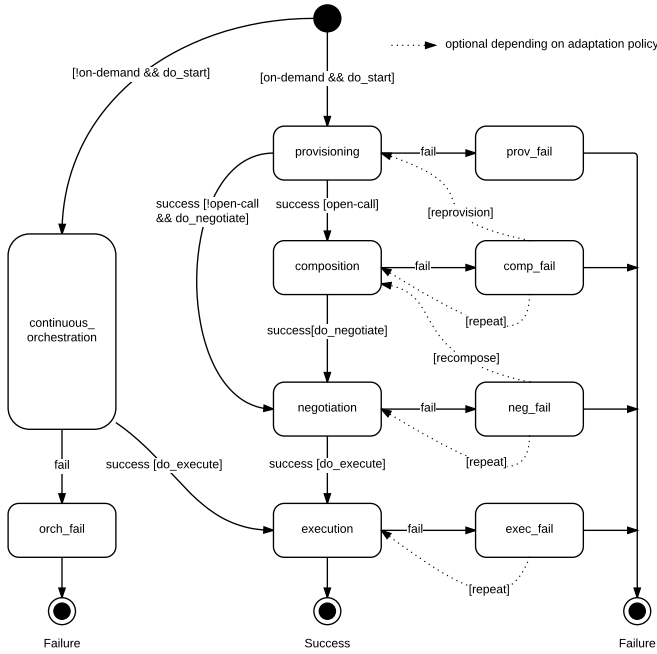 optional depending on adaptation policy
[!on-demand && do_start]
[on-demand && do_start]
provisioning
fail
prov_fail
success [!open-call
&& do_negotiate]
success [open-call]
[reprovision]
composition
fail
comp_fail
continuous_
orchestration
[repeat]
success[do_negotiate]
[recompose]
negotiation
fail
neg_fail
fail
success [do_execute]
success [do_execute]
[repeat]
orch_fail
execution
fail
exec_fail
[repeat]
Failure
Success
Failure